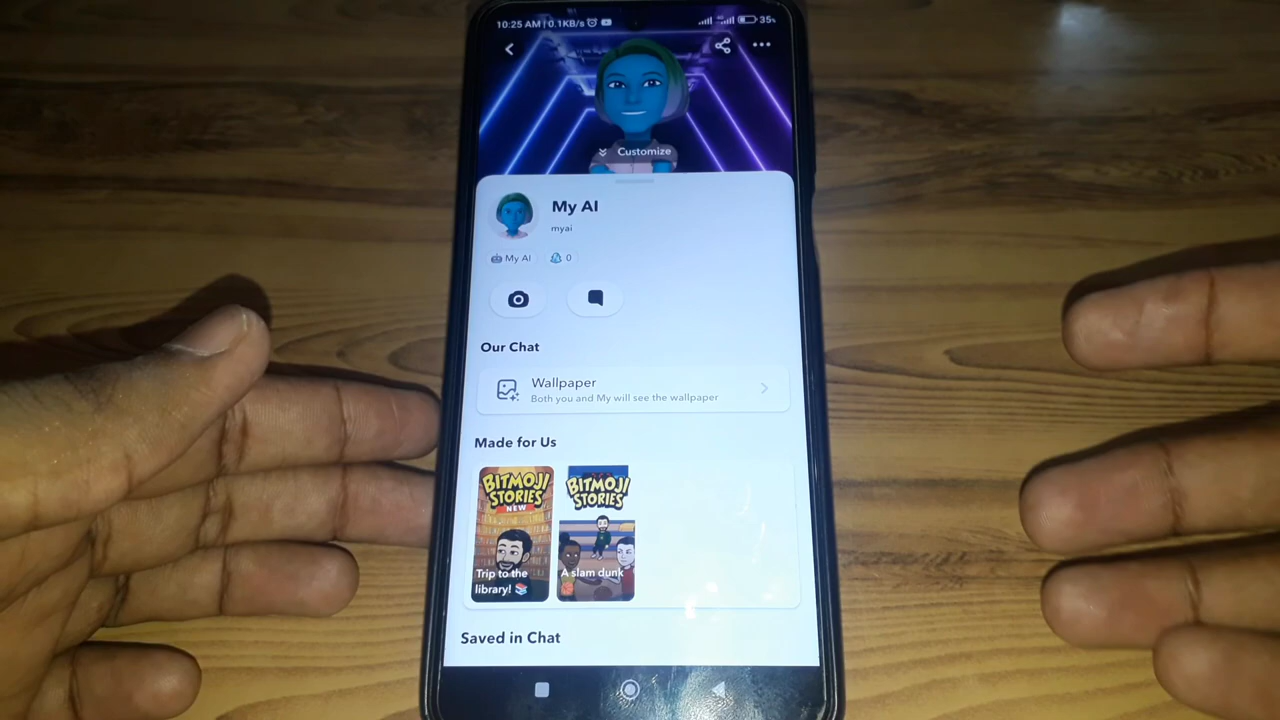 10:25 AM | 0.1KB/s
35%
Customize
My AI
myai
My AI
0
Our Chat
Wallpaper
Both you and My will see the wallpaper
Made for Us
BITMOJI
STORIES
NEW
Trip to the
library!
BITMOJI
STORIES
A slam dunk
Saved in Chat